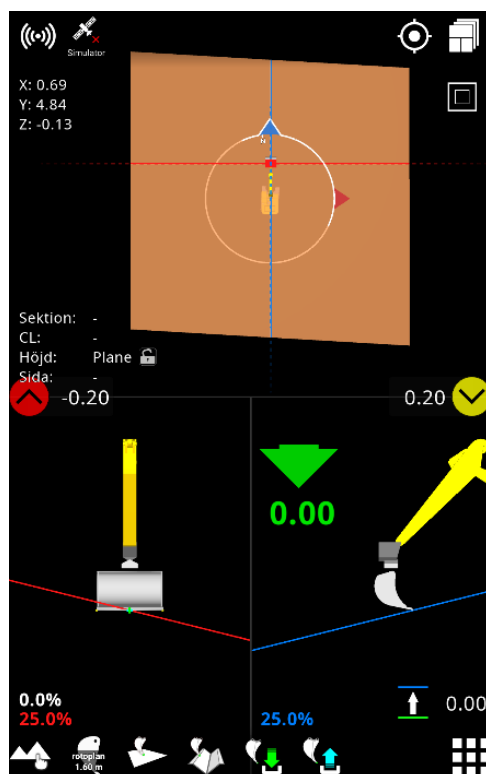 Simulator
X: 0.69
Y: 4.84
Z: -0.13
N
Sektion: -
CL: -
Höjd: Plane
Sida: -
-0.20
0.20
0.00
0.0%
25.0%
25.0%
0.00
rotoplan
1.60 m